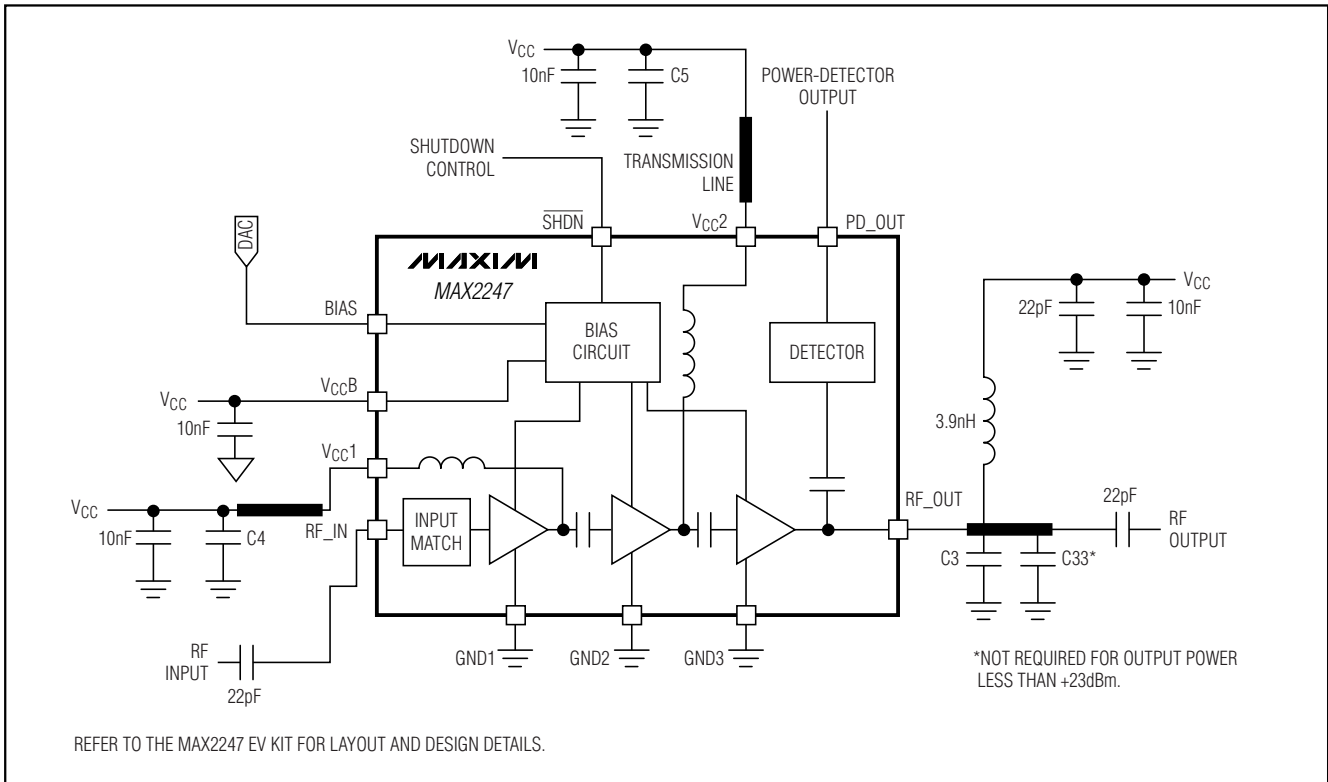 VCC
10nF
C5
POWER-DETECTOR
OUTPUT
SHUTDOWN
CONTROL
TRANSMISSION
LINE
DAC
SHDN
VCC2
PD_OUT
MAXIM
MAX2247
BIAS
BIAS
CIRCUIT
DETECTOR
VCC
22pF
10nF
VCCB
VCC
10nF
3.9nH
VCC1
VCC
10nF
C4
RF_IN
INPUT
MATCH
RF_OUT
22pF
RF
OUTPUT
C3
C33*
RF
INPUT
22pF
GND1
GND2
GND3
*NOT REQUIRED FOR OUTPUT POWER
LESS THAN +23dBm.
REFER TO THE MAX2247 EV KIT FOR LAYOUT AND DESIGN DETAILS.